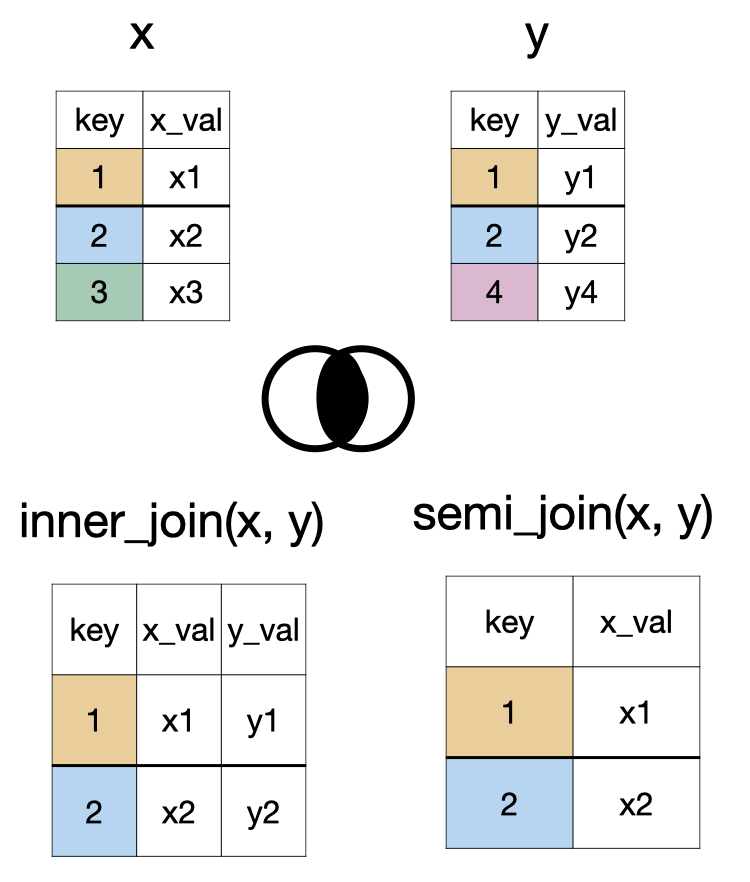 x
key x_val
1 x1
2 x2
3 x3
y
key y_val
1 y1
2 y2
4 y4
inner_join(x, y)
key x_val y_val
1 x1 y1
2 x2 y2
semi_join(x, y)
key x_val
1 x1
2 x2